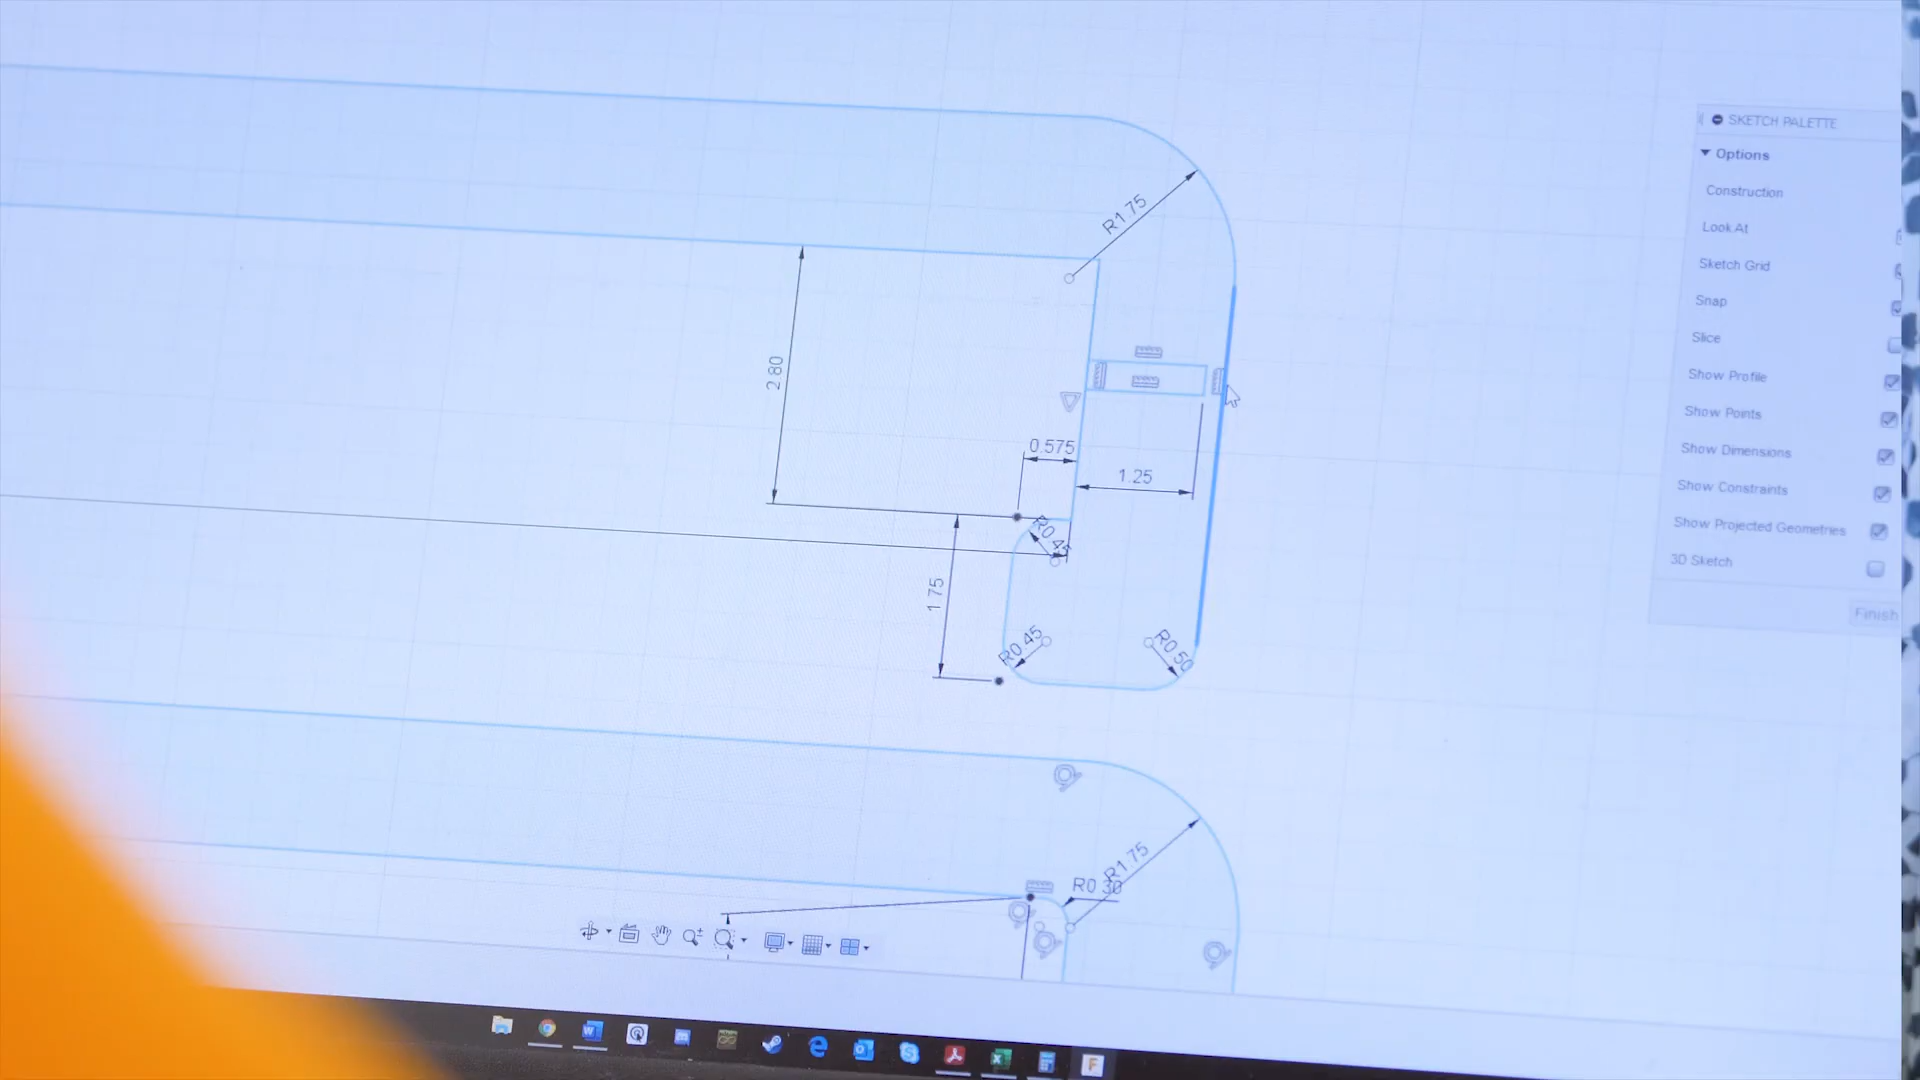 SKETCH PALETTE
Options
Construction
Look At
Sketch Grid
Snap
Slice
Show Profile
Show Points
Show Dimensions
Show Constraints
Show Projected Geometries
3D Sketch
Finish
R1.75
2.80
0.575
1.25
R0.45
1.75
R0.45
R0.50
R1.75
R0.30